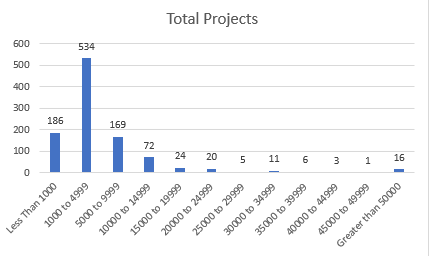 Total Projects
600
500
400
300
200
100
0
186
534
169
72
24
20
5
11
6
3
1
16
Less Than 1000
1000 to 4999
5000 to 9999
10000 to 14999
15000 to 19999
20000 to 24999
25000 to 29999
30000 to 34999
35000 to 39999
40000 to 44999
45000 to 49999
Greater than 50000